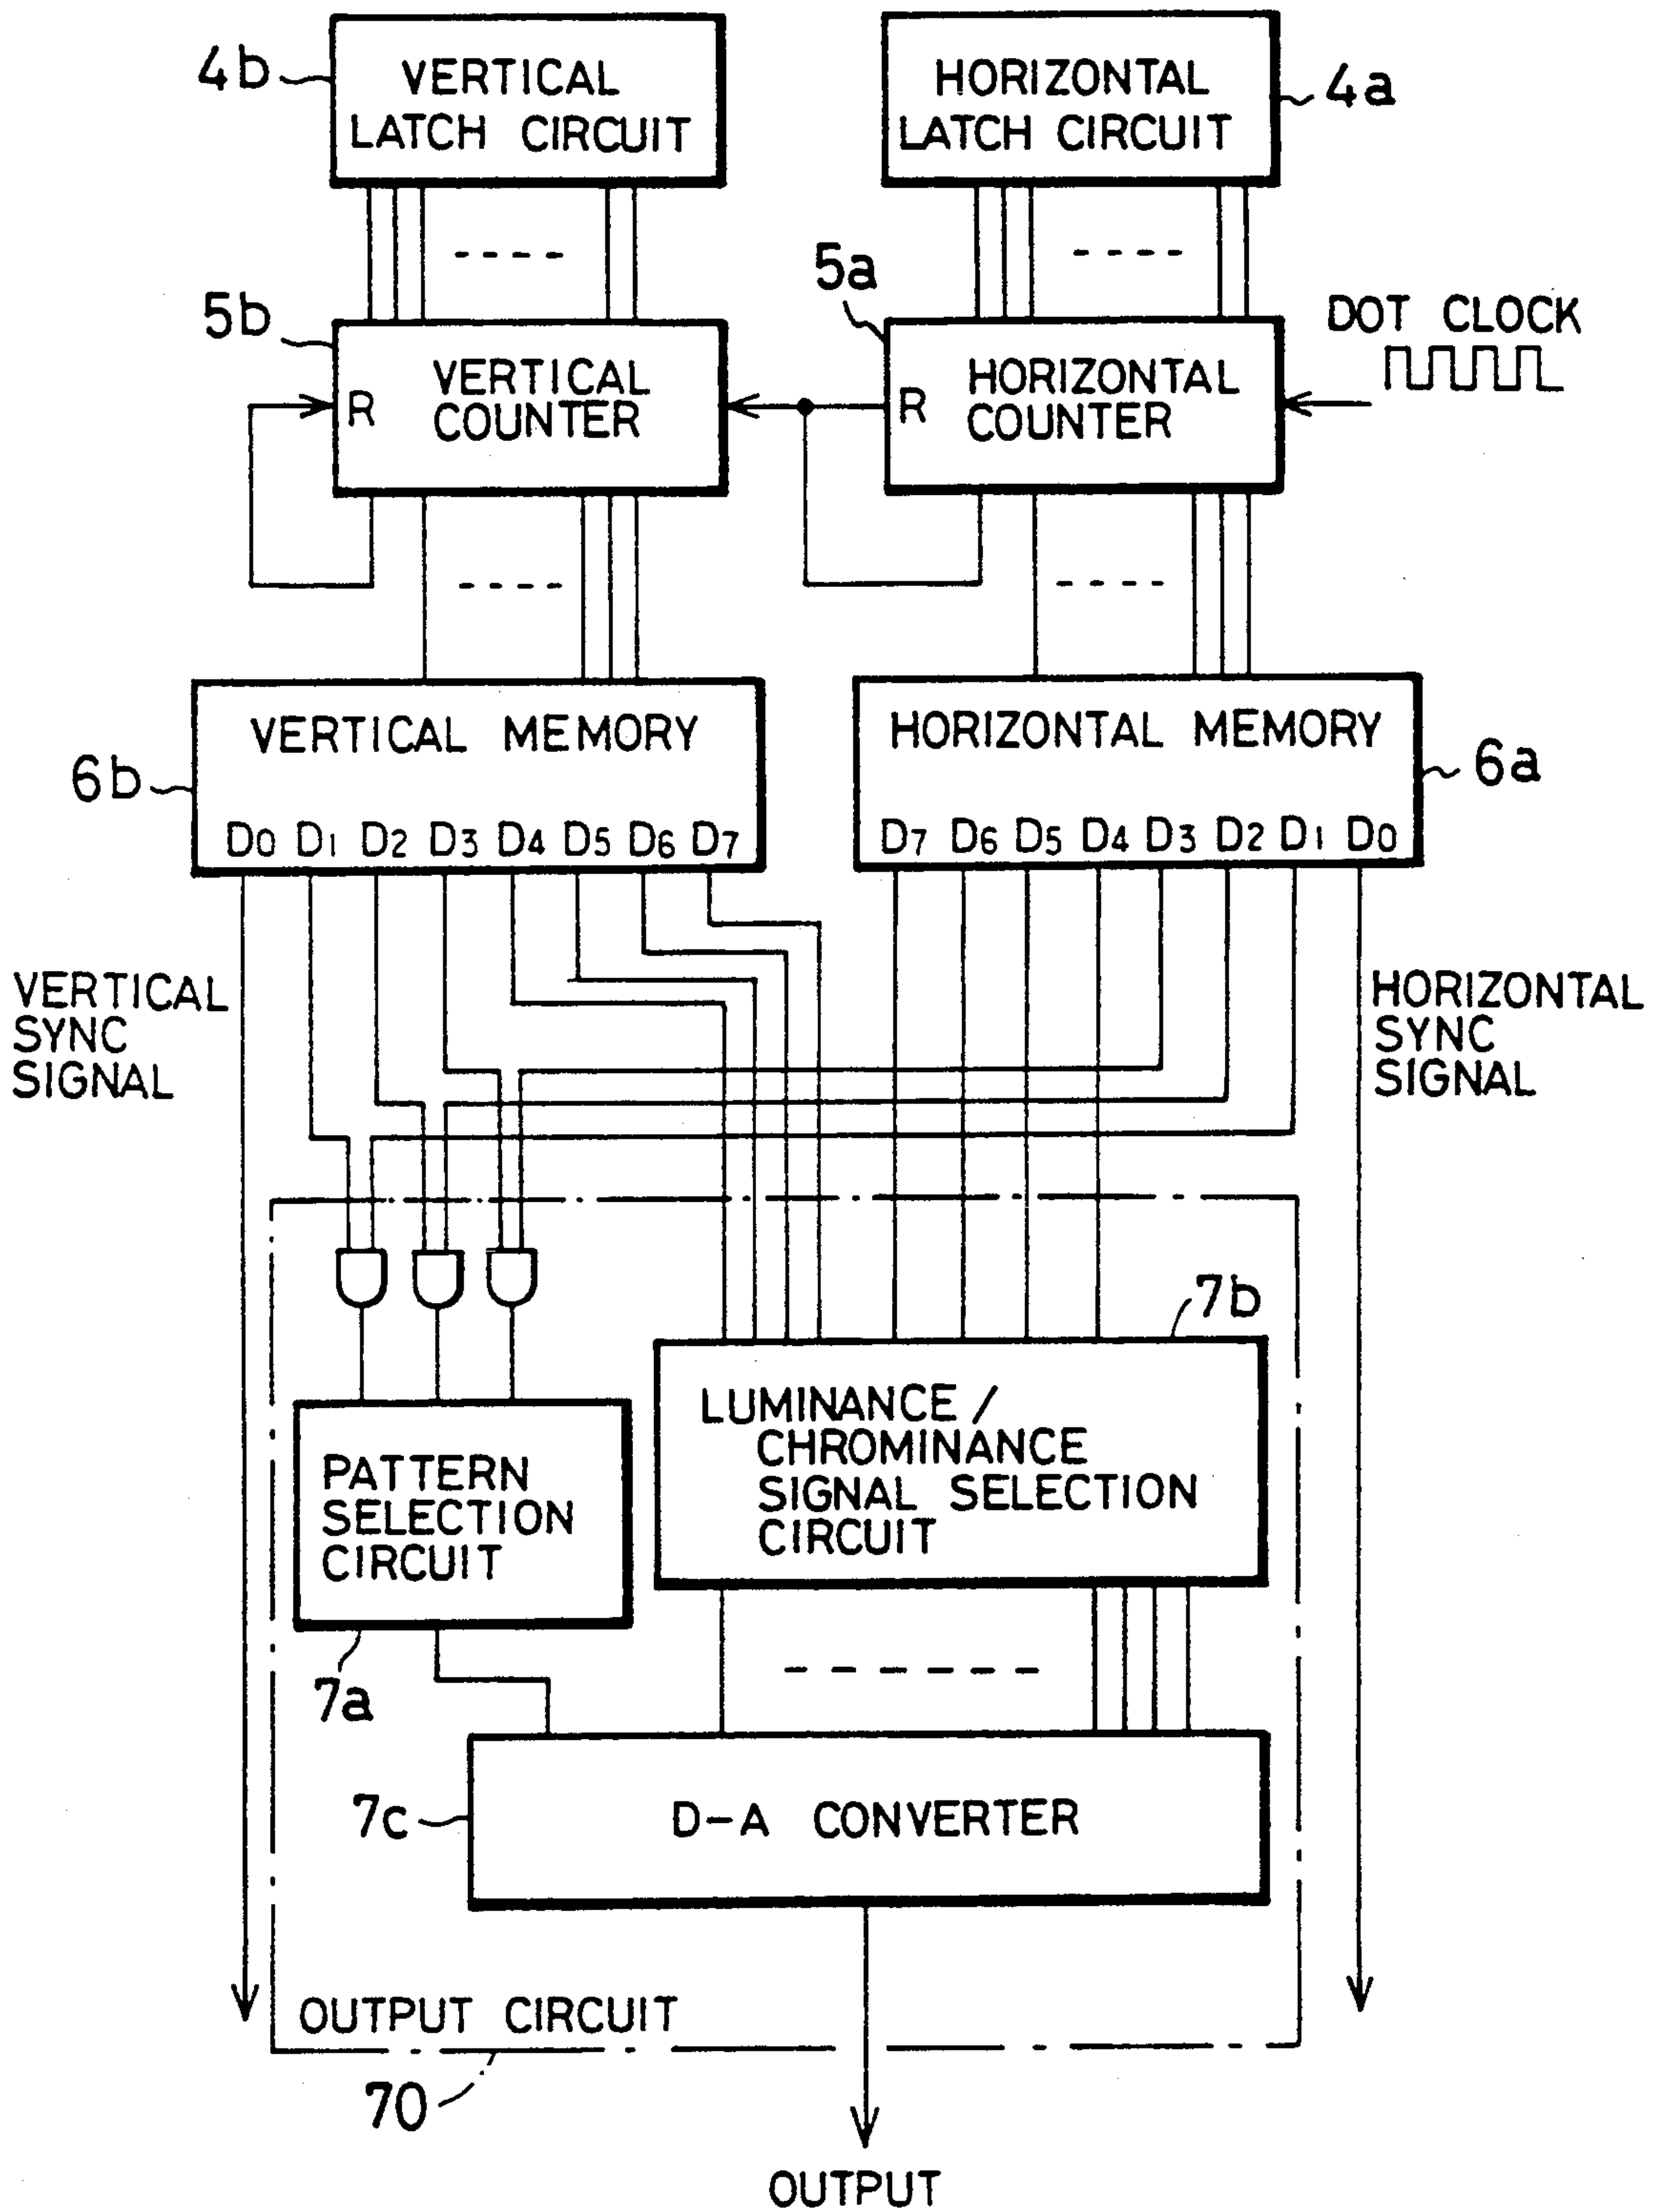 4b
VERTICAL
LATCH CIRCUIT
HORIZONTAL
LATCH CIRCUIT
4a
5b
R
VERTICAL
COUNTER
5a
R
HORIZONTAL
COUNTER
DOT CLOCK
VERTICAL MEMORY
6b
D0 D1 D2 D3 D4 D5 D6 D7
HORIZONTAL MEMORY
6a
D7 D6 D5 D4 D3 D2 D1 D0
VERTICAL
SYNC
SIGNAL
HORIZONTAL
SYNC
SIGNAL
7b
LUMINANCE /
CHROMINANCE
SIGNAL SELECTION
CIRCUIT
PATTERN
SELECTION
CIRCUIT
7a
7c
D-A CONVERTER
OUTPUT CIRCUIT
70
OUTPUT